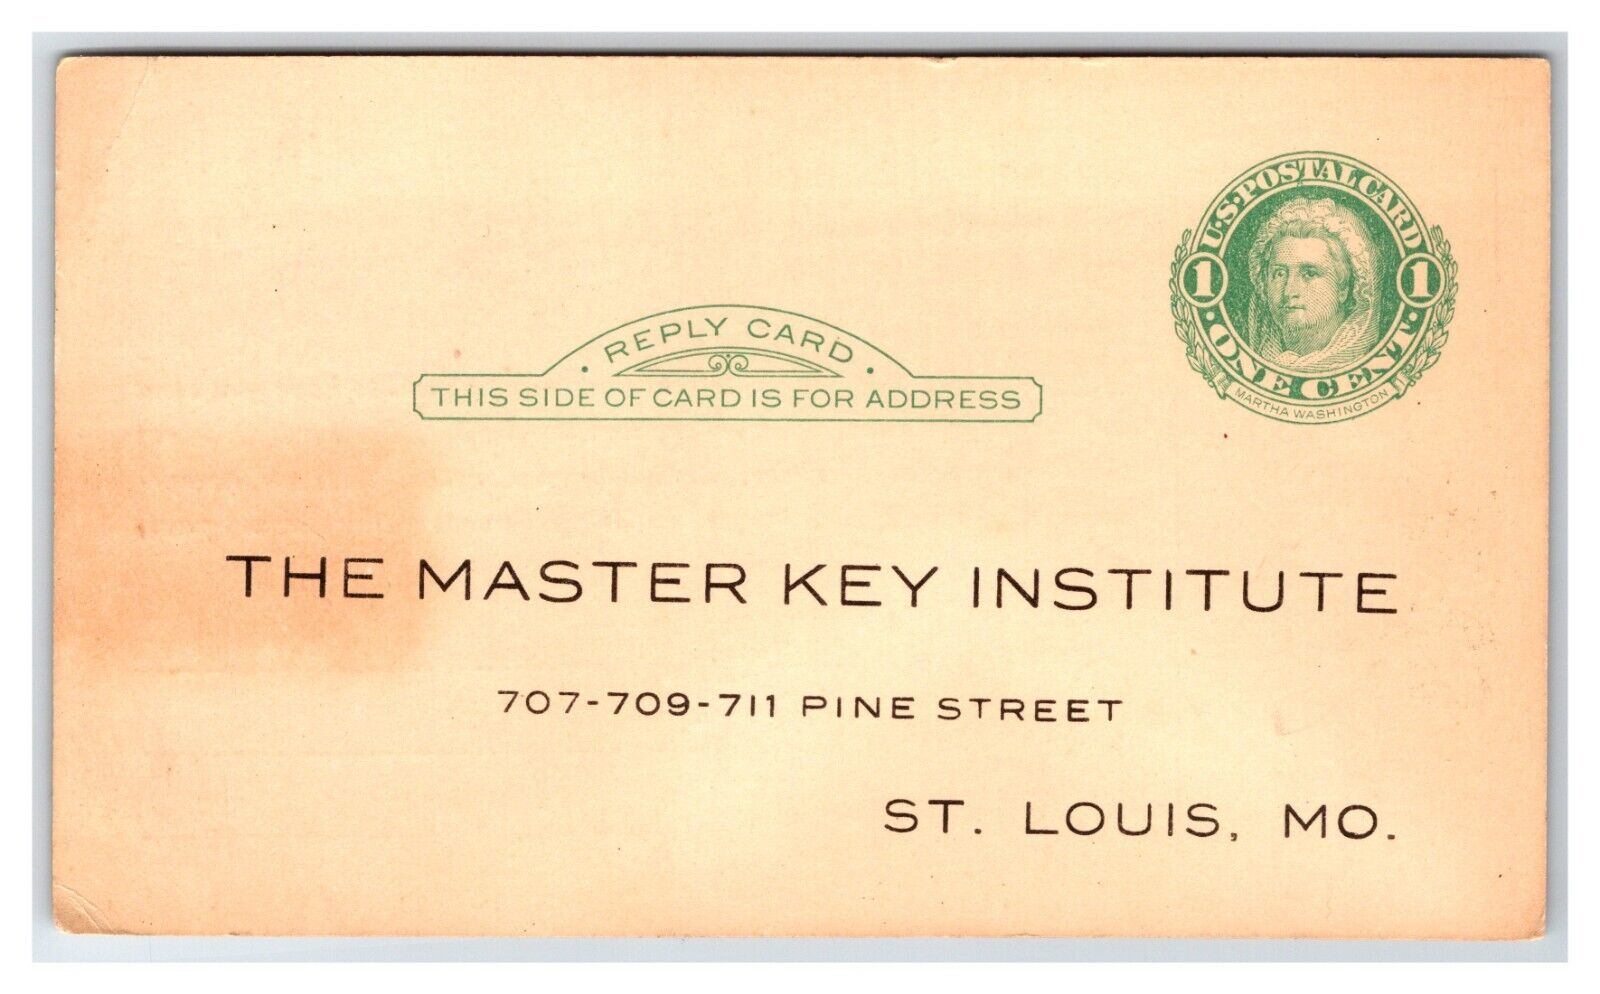 U.S. POSTAL CARD
1 1
· ONE CENT ·
MARTHA WASHINGTON
· REPLY CARD ·
THIS SIDE OF CARD IS FOR ADDRESS
THE MASTER KEY INSTITUTE
707-709-711 PINE STREET
ST. LOUIS, MO.